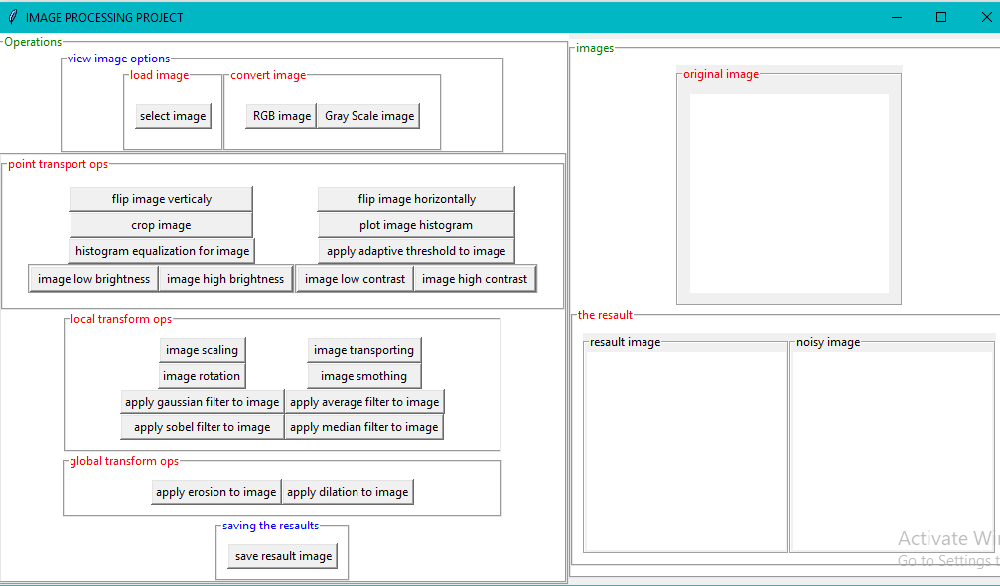 IMAGE PROCESSING PROJECT
Operations
view image options
load image
convert image
select image
RGB image
Gray Scale image
point transport ops
flip image verticaly
flip image horizontally
crop image
plot image histogram
histogram equalization for image
apply adaptive threshold to image
image low brightness
image high brightness
image low contrast
image high contrast
local transform ops
image scaling
image transporting
image rotation
image smothing
apply gaussian filter to image
apply average filter to image
apply sobel filter to image
apply median filter to image
global transform ops
apply erosion to image
apply dilation to image
saving the resaults
save resault image
images
original image
the resault
resault image
noisy image
Activate Win
Go to Settings t